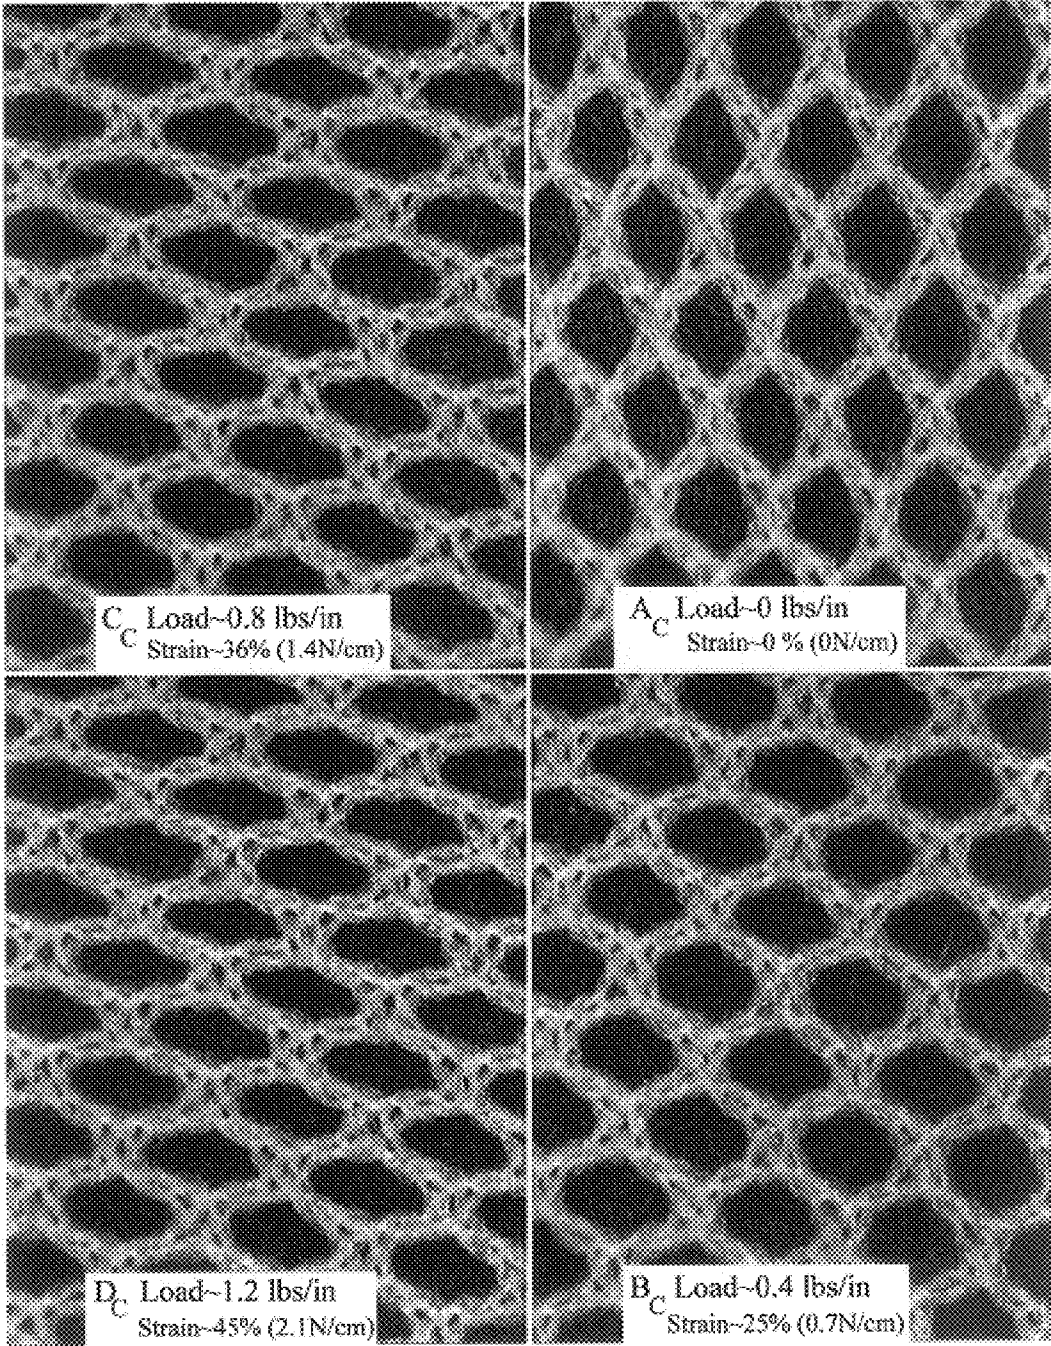 C_C Load~0.8 lbs/in
Strain~36% (1.4N/cm)
A_C Load~0 lbs/in
Strain~0 % (0N/cm)
D_C Load~1.2 lbs/in
Strain~45% (2.1N/cm)
B_C Load~0.4 lbs/in
Strain~25% (0.7N/cm)